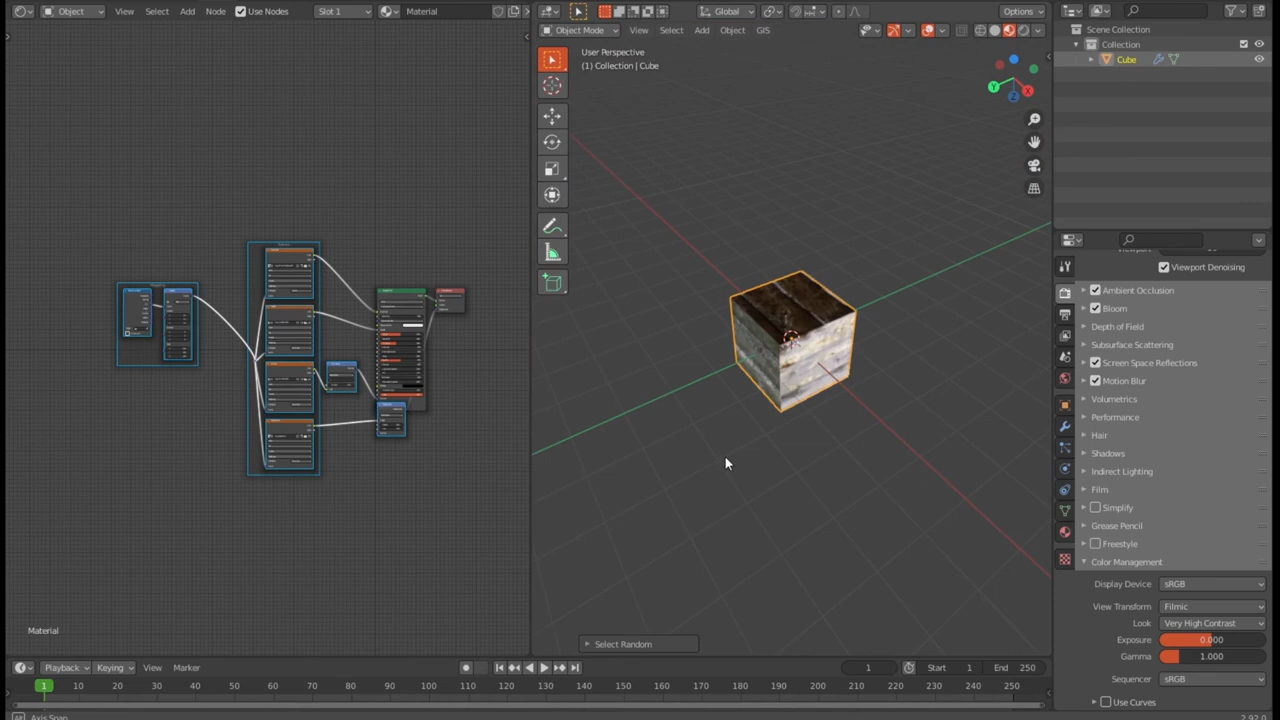 Object View Select Add Node Use Nodes Slot 1 Material
Global Options
Object Mode View Select Add Object GIS
User Perspective
(1) Collection | Cube
Y X Z
Scene Collection
Collection
Cube
Viewport Denoising
Ambient Occlusion
Bloom
Depth of Field
Subsurface Scattering
Screen Space Reflections
Motion Blur
Volumetrics
Performance
Hair
Shadows
Indirect Lighting
Film
Simplify
Grease Pencil
Freestyle
Color Management
Display Device sRGB
View Transform Filmic
Look Very High Contrast
Exposure 0.000
Gamma 1.000
Sequencer sRGB
Use Curves
Material
Select Random
Playback Keying View Marker 1 Start 1 End 250
1 10 20 30 40 50 60 70 80 90 100 110 120 130 140 150 160 170 180 190 200 210 220 230 240 250
Axis Snap 2.92.0